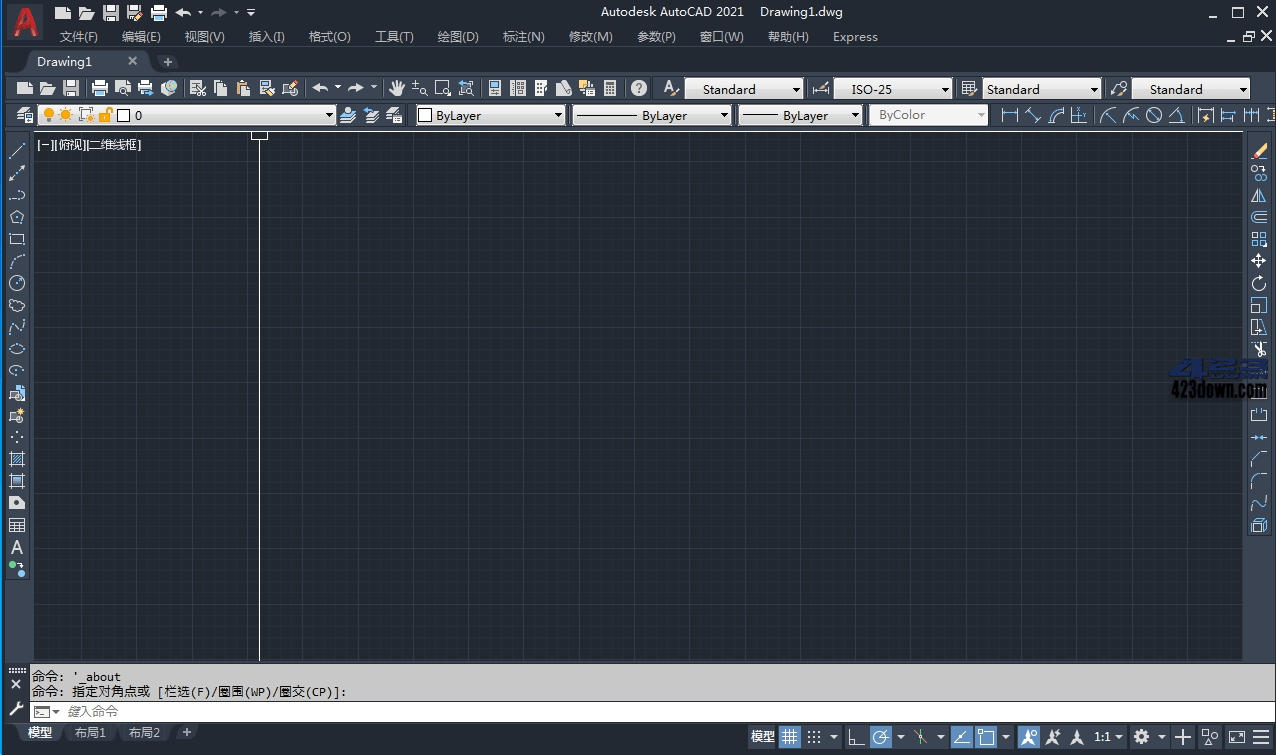 Autodesk AutoCAD 2021 Drawing1.dwg
文件(F) 编辑(E) 视图(V) 插入(I) 格式(O) 工具(T) 绘图(D) 标注(N) 修改(M) 参数(P) 窗口(W) 帮助(H) Express
Drawing1
Standard ISO-25 Standard Standard
0 ByLayer ByLayer ByLayer ByColor
[−][俯视][二维线框]
423down.com
命令: '_about
命令: 指定对角点或 [栏选(F)/圈围(WP)/圈交(CP)]:
键入命令
模型 布局1 布局2 +
模型 1:1